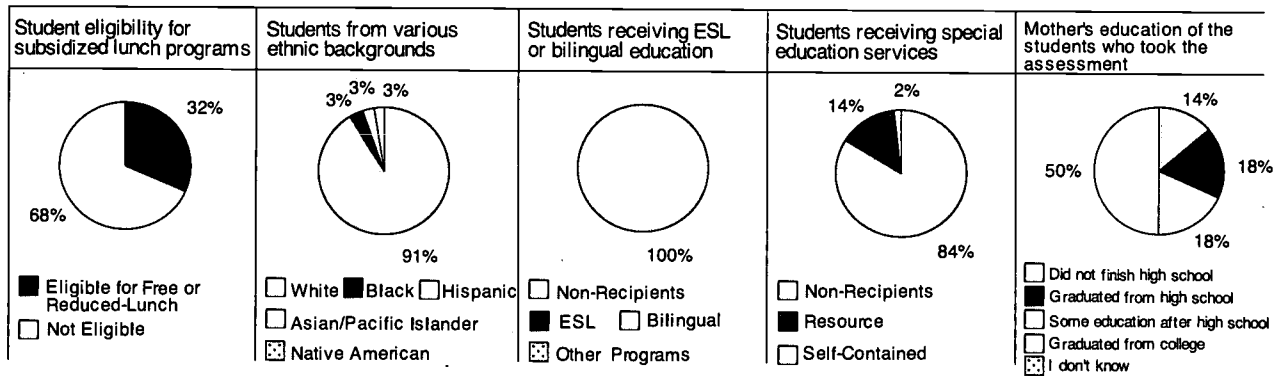 Student eligibility for
subsidized lunch programs
32%
68%
Eligible for Free or
Reduced-Lunch
Not Eligible
Students from various
ethnic backgrounds
3%
3%
3%
91%
White Black Hispanic
Asian/Pacific Islander
Native American
Students receiving ESL
or bilingual education
100%
Non-Recipients
ESL Bilingual
Other Programs
Students receiving special
education services
2%
14%
84%
Non-Recipients
Resource
Self-Contained
Mother's education of the
students who took the
assessment
14%
50%
18%
18%
Did not finish high school
Graduated from high school
Some education after high school
Graduated from college
I don't know